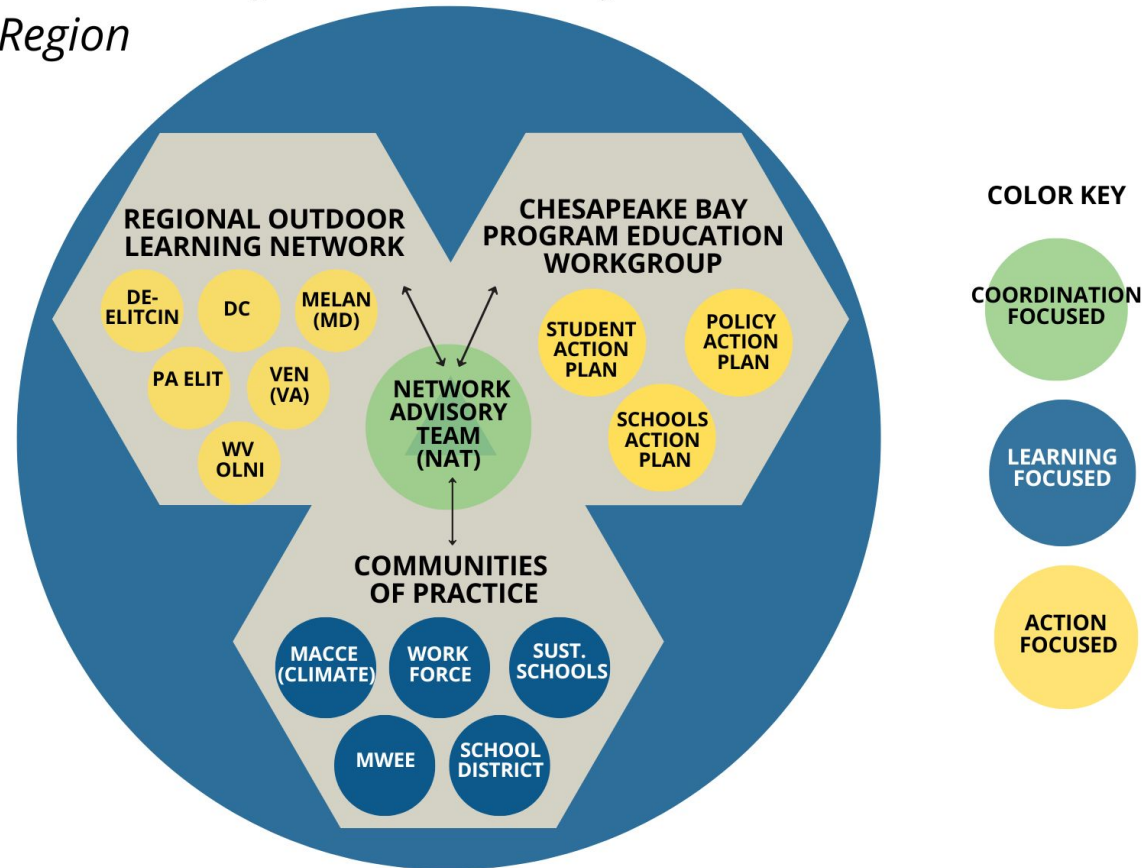 Region
REGIONAL OUTDOOR
LEARNING NETWORK
DE-
ELITCIN
DC
MELAN
(MD)
PA ELIT
VEN
(VA)
WV
OLNI
CHESAPEAKE BAY
PROGRAM EDUCATION
WORKGROUP
STUDENT
ACTION
PLAN
POLICY
ACTION
PLAN
SCHOOLS
ACTION
PLAN
NETWORK
ADVISORY
TEAM
(NAT)
COMMUNITIES
OF PRACTICE
MACCE
(CLIMATE)
WORK
FORCE
SUST.
SCHOOLS
MWEE
SCHOOL
DISTRICT
COLOR KEY
COORDINATION
FOCUSED
LEARNING
FOCUSED
ACTION
FOCUSED